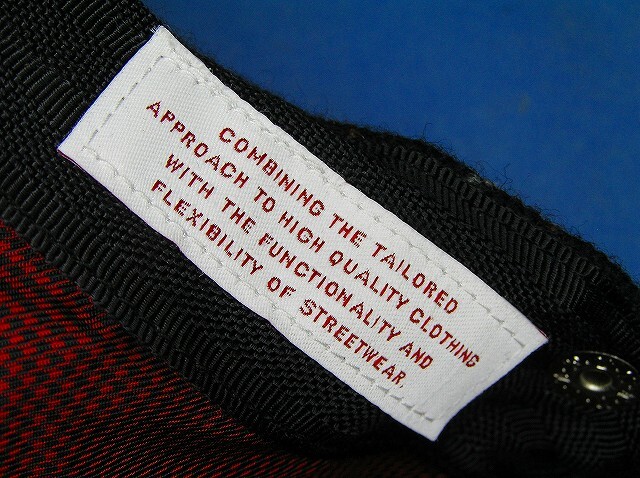 COMBINING THE TAILORED
APPROACH TO HIGH QUALITY CLOTHING
WITH THE FUNCTIONALITY AND
FLEXIBILITY OF STREETWEAR.